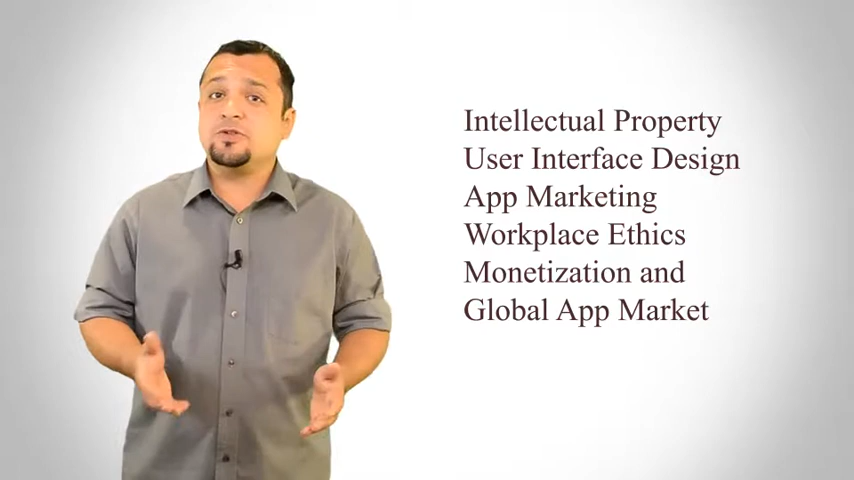 Intellectual Property
User Interface Design
App Marketing
Workplace Ethics
Monetization and
Global App Market